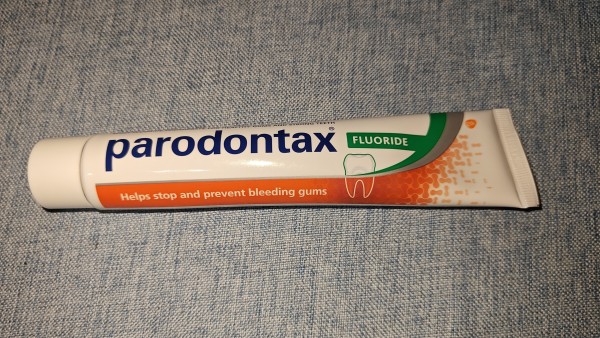 parodontax®
FLUORIDE
Helps stop and prevent bleeding gums